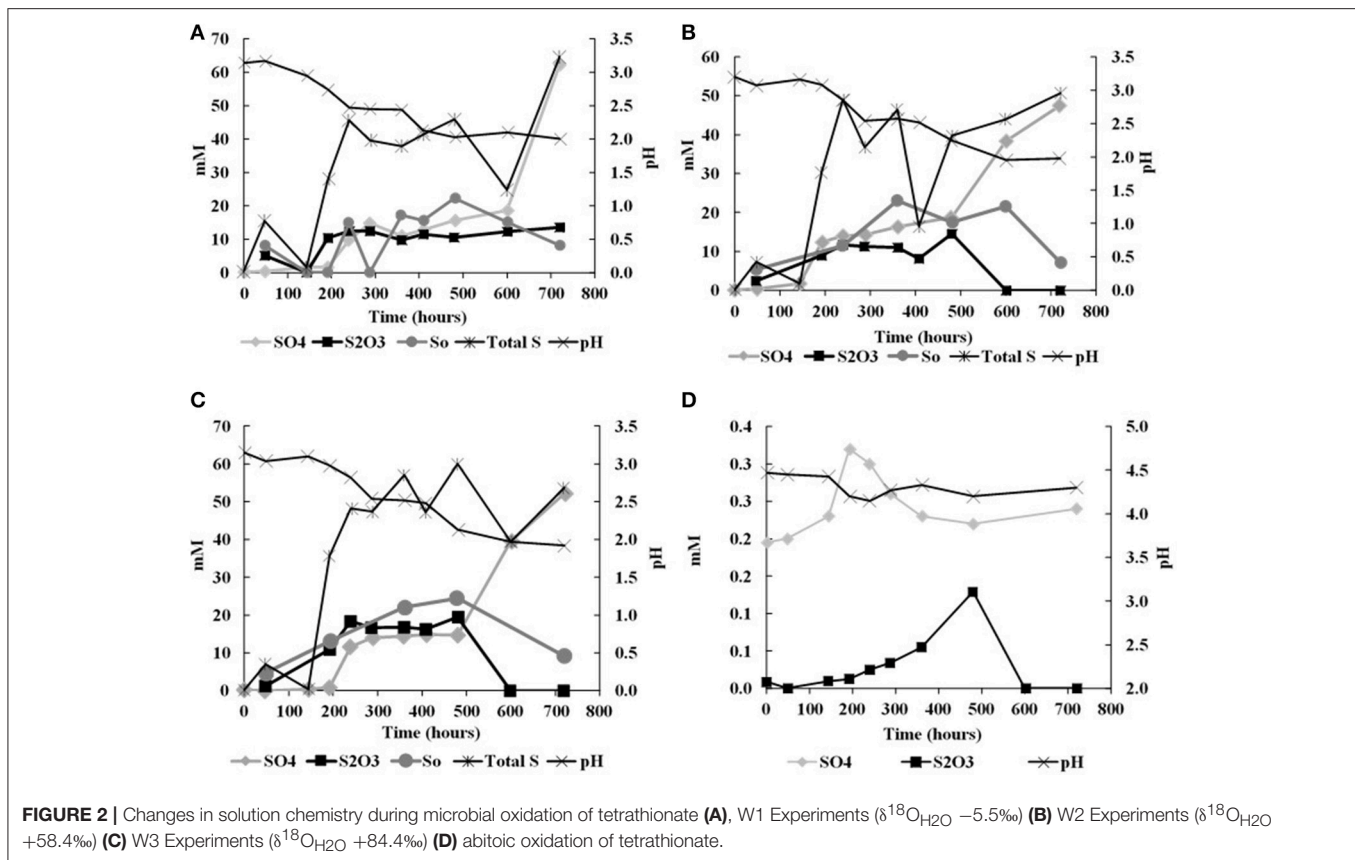 A
70
60
50
40
30
20
10
0
mM
3.5
3.0
2.5
2.0
1.5
1.0
0.5
0.0
pH
0 100 200 300 400 500 600 700 800
Time (hours)
SO4 S2O3 So Total S pH
B
60
50
40
30
20
10
0
mM
3.5
3.0
2.5
2.0
1.5
1.0
0.5
0.0
pH
0 100 200 300 400 500 600 700 800
Time (hours)
SO4 S2O3 So Total S pH
C
70
60
50
40
30
20
10
0
mM
3.5
3.0
2.5
2.0
1.5
1.0
0.5
0.0
pH
0 100 200 300 400 500 600 700 800
Time (hours)
SO4 S2O3 So Total S pH
D
0.4
0.3
0.3
0.2
0.2
0.1
0.1
0.0
mM
5.0
4.5
4.0
3.5
3.0
2.5
2.0
pH
0 100 200 300 400 500 600 700 800
Time (hours)
SO4 S2O3 pH
FIGURE 2 | Changes in solution chemistry during microbial oxidation of tetrathionate (A), W1 Experiments (δ¹⁸O_H2O −5.5‰) (B) W2 Experiments (δ¹⁸O_H2O
+58.4‰) (C) W3 Experiments (δ¹⁸O_H2O +84.4‰) (D) abitoic oxidation of tetrathionate.